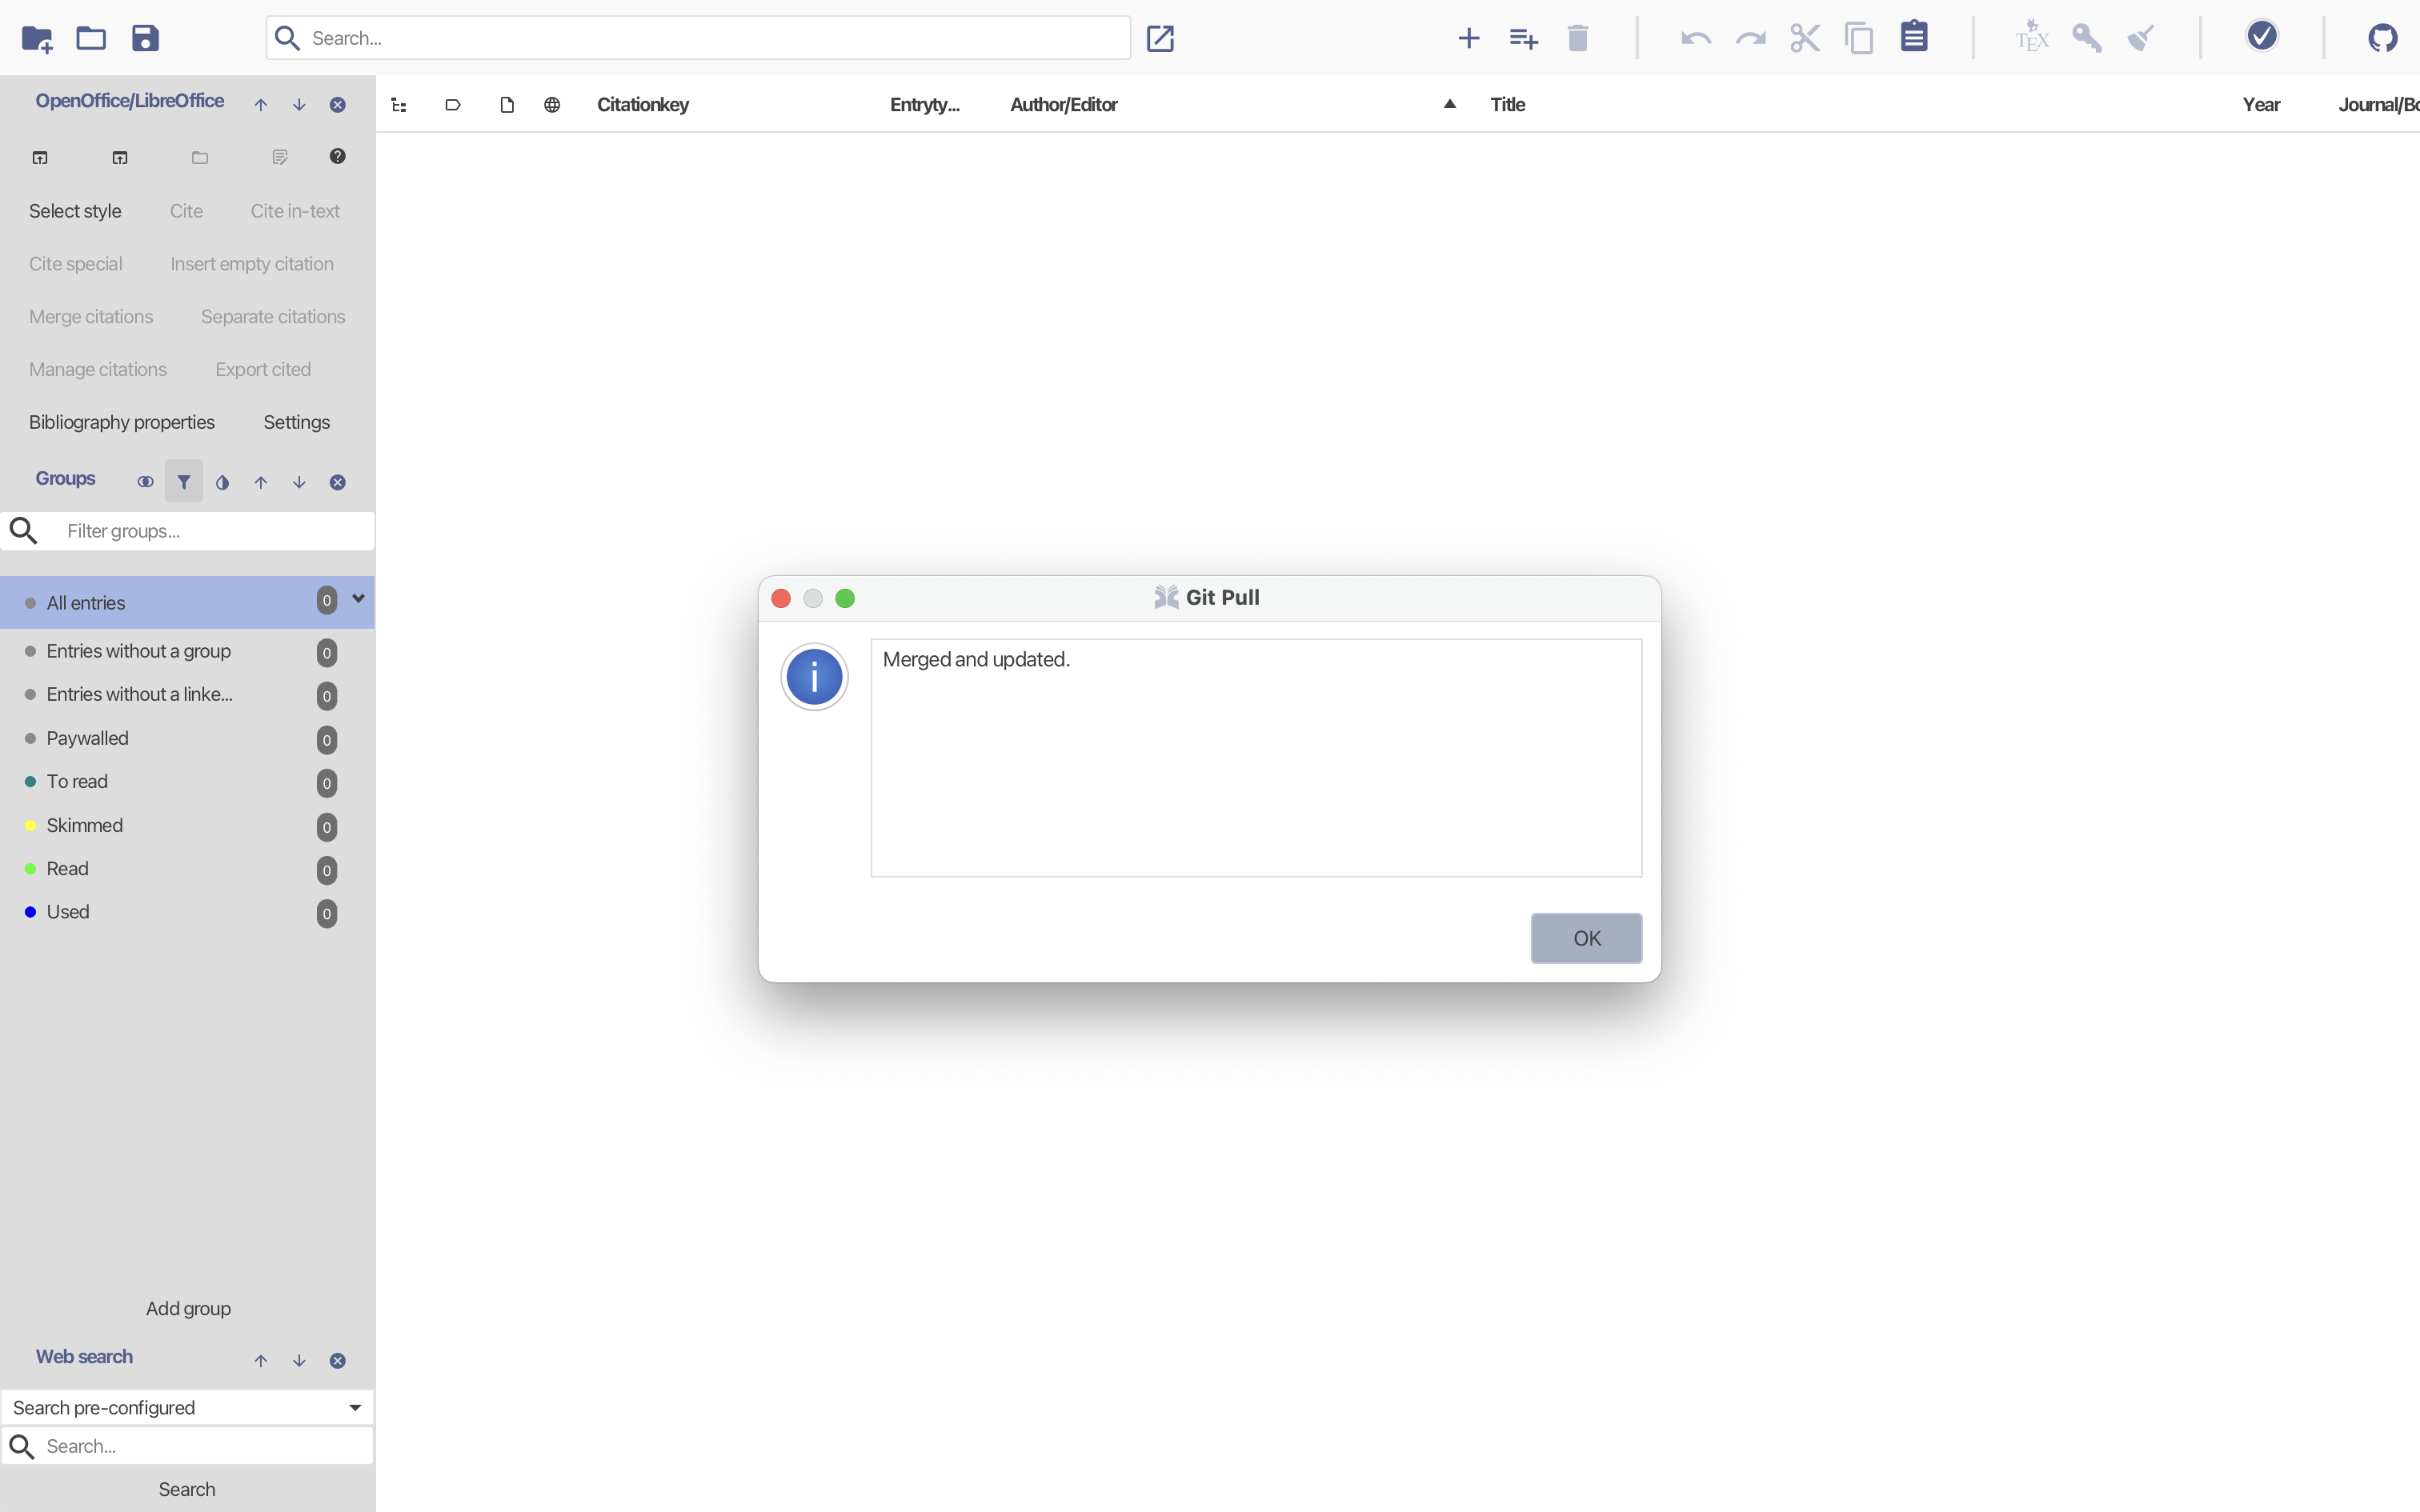 Search...
OpenOffice/LibreOffice
Citationkey Entryty... Author/Editor Title Year Journal/Bo
Select style Cite Cite in-text
Cite special Insert empty citation
Merge citations Separate citations
Manage citations Export cited
Bibliography properties Settings
Groups
Filter groups...
All entries 0
Entries without a group 0
Entries without a linke... 0
Paywalled 0
To read 0
Skimmed 0
Read 0
Used 0
Add group
Web search
Search pre-configured
Search...
Search
TEX
Git Pull
Merged and updated.
OK